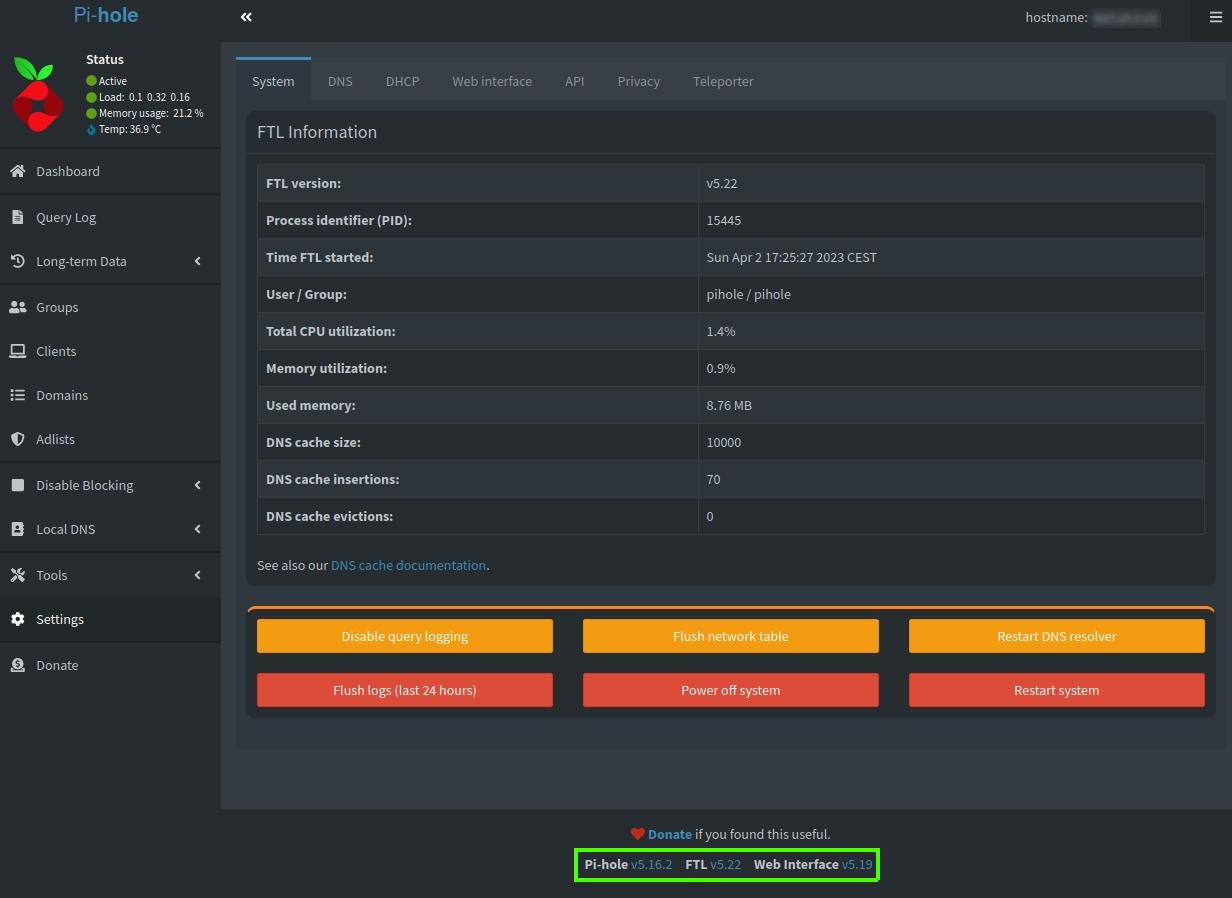 Pi-hole
hostname:
Status
Active
Load: 0.1 0.32 0.16
Memory usage: 21.2 %
Temp: 36.9 °C
Dashboard
Query Log
Long-term Data
Groups
Clients
Domains
Adlists
Disable Blocking
Local DNS
Tools
Settings
Donate
System DNS DHCP Web interface API Privacy Teleporter
FTL Information
FTL version: v5.22
Process identifier (PID): 15445
Time FTL started: Sun Apr 2 17:25:27 2023 CEST
User / Group: pihole / pihole
Total CPU utilization: 1.4%
Memory utilization: 0.9%
Used memory: 8.76 MB
DNS cache size: 10000
DNS cache insertions: 70
DNS cache evictions: 0
See also our DNS cache documentation.
Disable query logging Flush network table Restart DNS resolver
Flush logs (last 24 hours) Power off system Restart system
Donate if you found this useful.
Pi-hole v5.16.2 FTL v5.22 Web Interface v5.19